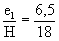 e₁/H = 6,5/18